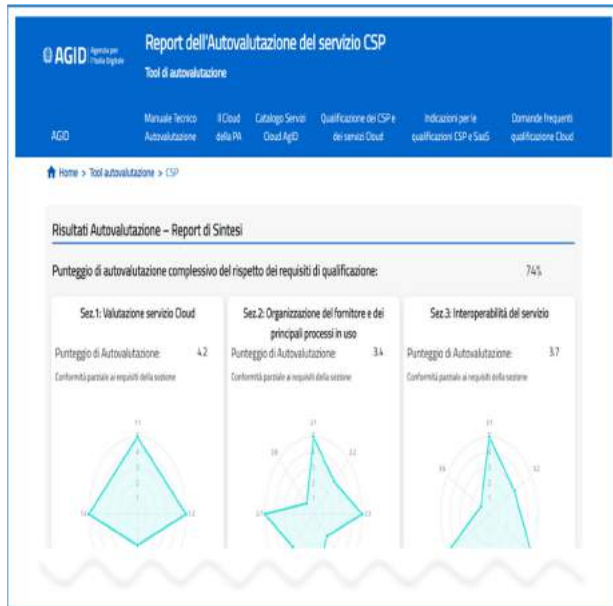 AGID Agenzia per l'Italia Digitale
Report dell'Autovalutazione del servizio CSP
Tool di autovalutazione
AGID
Manuale Tecnico Autovalutazione
Il Cloud della PA
Catalogo Servizi Cloud AgID
Qualificazione dei CSP e dei servizi Cloud
Indicazioni per le qualificazioni CSP e SaaS
Domande frequenti qualificazione Cloud
Home > Tool autovalutazione > CSP
Risultati Autovalutazione – Report di Sintesi
Punteggio di autovalutazione complessivo del rispetto dei requisiti di qualificazione: 74%
Sez.1: Valutazione servizio Cloud
Punteggio di Autovalutazione: 4.2
Conformità parziale ai requisiti della sezione
Sez.2: Organizzazione del fornitore e dei
principali processi in uso
Punteggio di Autovalutazione: 3.4
Conformità parziale ai requisiti della sezione
Sez.3: Interoperabilità del servizio
Punteggio di Autovalutazione: 3.7
Conformità parziale ai requisiti della sezione